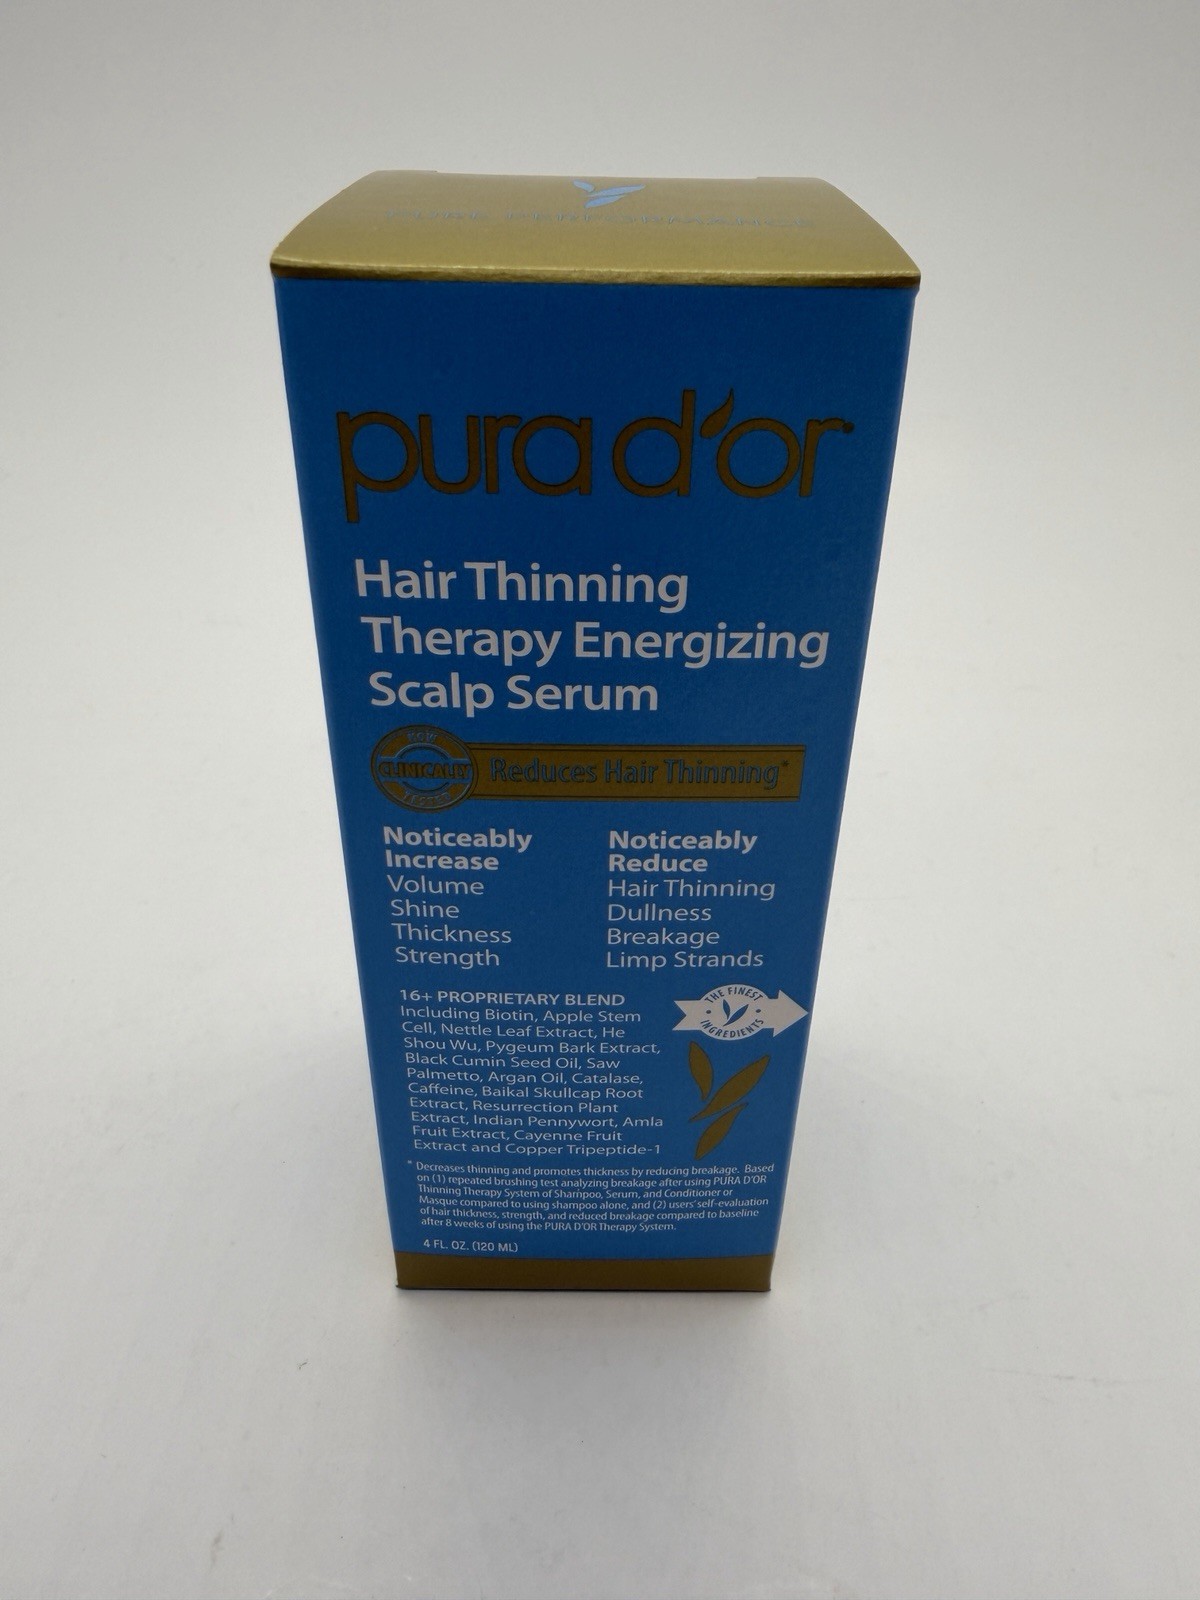 pura d'or®
Hair Thinning
Therapy Energizing
Scalp Serum
NOW
CLINICALLY
TESTED
Reduces Hair Thinning*
Noticeably
Increase
Volume
Shine
Thickness
Strength
Noticeably
Reduce
Hair Thinning
Dullness
Breakage
Limp Strands
16+ PROPRIETARY BLEND
Including Biotin, Apple Stem
Cell, Nettle Leaf Extract, He
Shou Wu, Pygeum Bark Extract,
Black Cumin Seed Oil, Saw
Palmetto, Argan Oil, Catalase,
Caffeine, Baikal Skullcap Root
Extract, Resurrection Plant
Extract, Indian Pennywort, Amla
Fruit Extract, Cayenne Fruit
Extract and Copper Tripeptide-1
THE FINEST
INGREDIENTS
* Decreases thinning and promotes thickness by reducing breakage. Based
on (1) repeated brushing test analyzing breakage after using PURA D'OR
Thinning Therapy System of Shampoo, Serum, and Conditioner or
Masque compared to using shampoo alone, and (2) users' self-evaluation
of hair thickness, strength, and reduced breakage compared to baseline
after 8 weeks of using the PURA D'OR Therapy System.
4 FL. OZ. (120 ML)